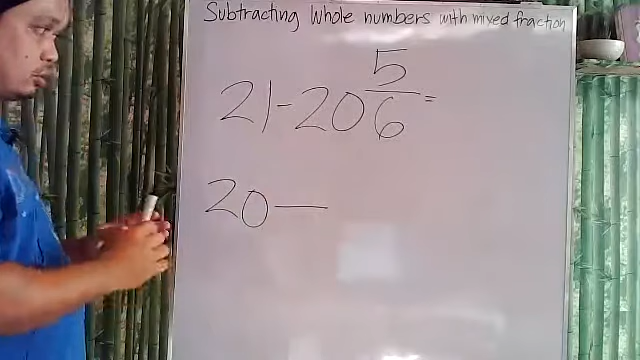 Subtracting Whole numbers with mixed fraction
21-20 5/6 =
20 —